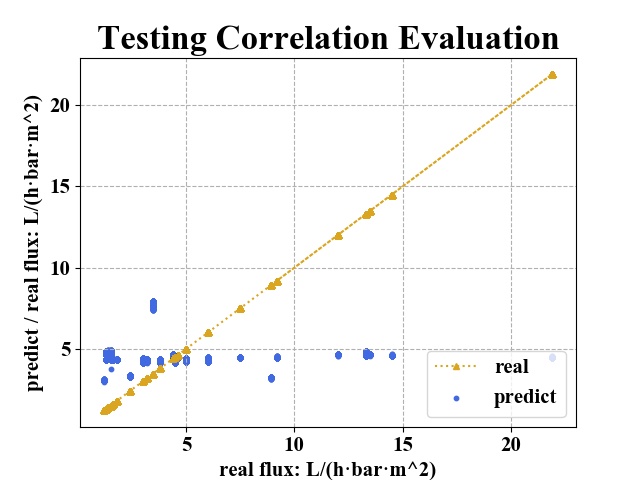 Testing Correlation Evaluation
predict / real flux: L/(h·bar·m^2)
20
15
10
5
real
predict
5
10
15
20
real flux: L/(h·bar·m^2)